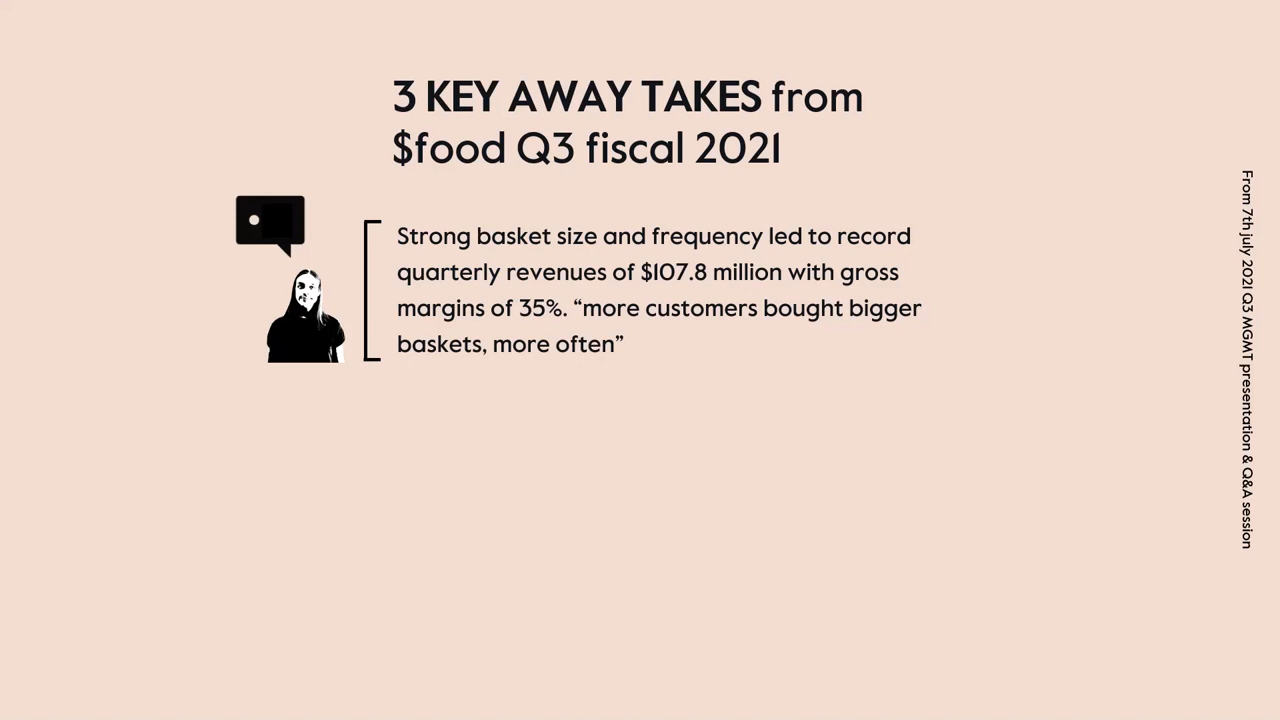 3 KEY AWAY TAKES from
$food Q3 fiscal 2021
Strong basket size and frequency led to record
quarterly revenues of $107.8 million with gross
margins of 35%. “more customers bought bigger
baskets, more often”
From 7th july 2021 Q3 MGMT presentation & Q&A session